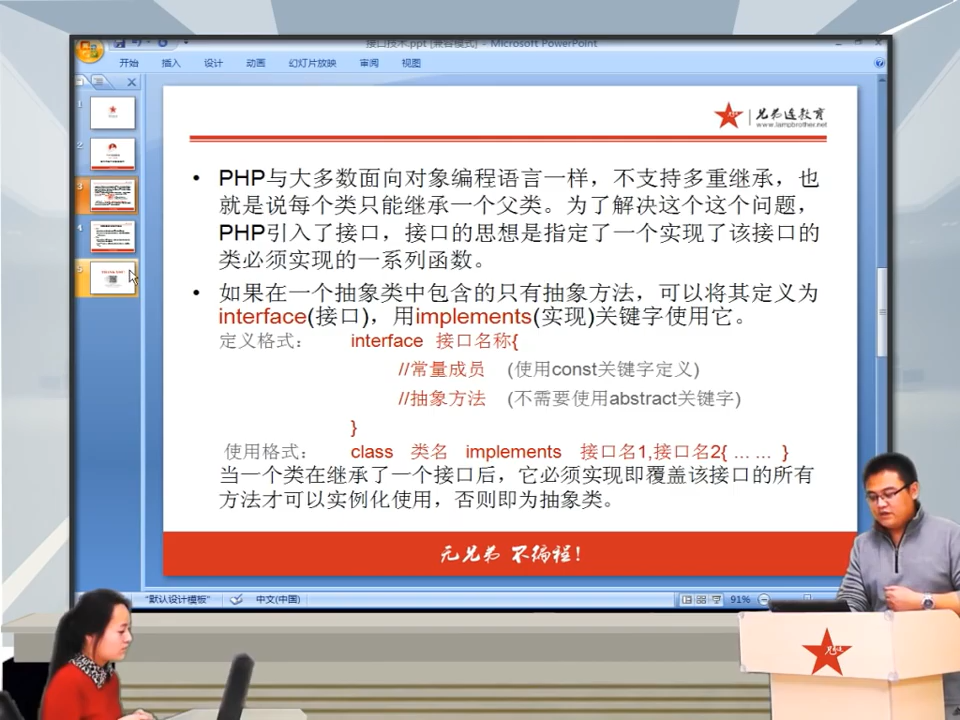 接口技术.ppt [兼容模式] - Microsoft PowerPoint
开始 插入 设计 动画 幻灯片放映 审阅 视图
1
2
3
4
5
兄弟连教育
www.lampbrother.net
• PHP与大多数面向对象编程语言一样，不支持多重继承，也
就是说每个类只能继承一个父类。为了解决这个这个问题，
PHP引入了接口，接口的思想是指定了一个实现了该接口的
类必须实现的一系列函数。
• 如果在一个抽象类中包含的只有抽象方法，可以将其定义为
interface(接口)，用implements(实现)关键字使用它。
定义格式： interface 接口名称{
//常量成员 (使用const关键字定义)
//抽象方法 (不需要使用abstract关键字)
}
使用格式： class 类名 implements 接口名1,接口名2{ … … }
当一个类在继承了一个接口后，它必须实现即覆盖该接口的所有
方法才可以实例化使用，否则即为抽象类。
无兄弟 不编程！
"默认设计模板" 中文(中国) 91%